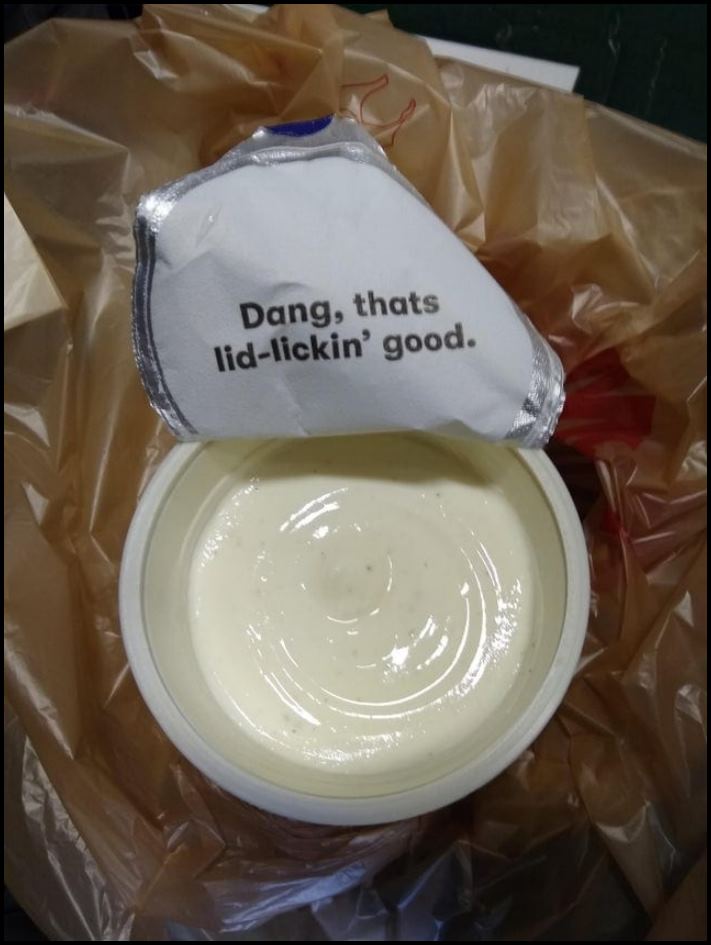 Dang, thats
lid-lickin' good.